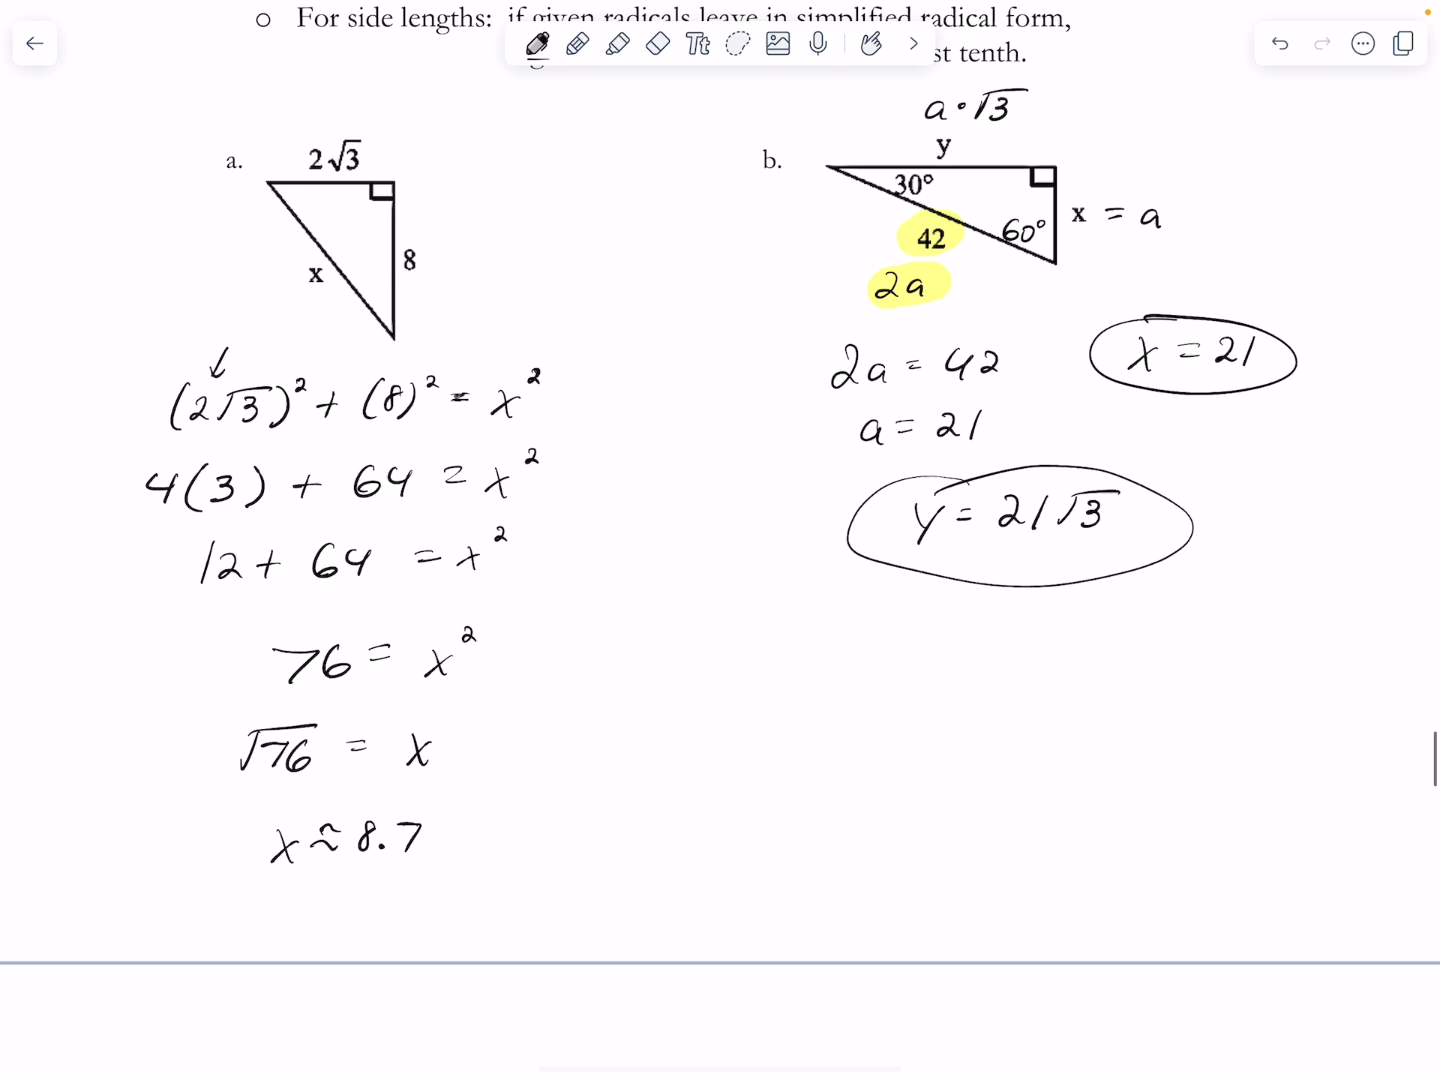 ○ For side lengths: if given radicals leave in simplified radical form,
st tenth.
Tt
a.
2√3
x
8
(2√3)² + (8)² = x²
4(3) + 64 = x²
12 + 64 = x²
76 = x²
√76 = x
x ≈ 8.7
b.
a·√3
y
30°
60°
x = a
42
2a
2a = 42
a = 21
x = 21
y = 21√3